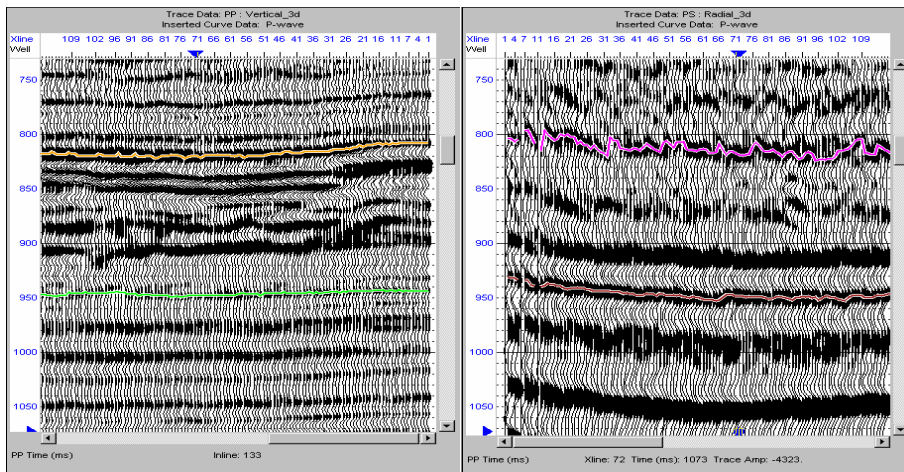 Trace Data: PP : Vertical_3d
Inserted Curve Data: P-wave
Xline 109 102 96 91 86 81 76 71 66 61 56 51 46 41 36 31 26 20 16 11 7 4 1
Well
750
800
850
900
950
1000
1050
PP Time (ms) Inline: 133
Trace Data: PS : Radial_3d
Inserted Curve Data: P-wave
Xline 1 4 7 11 16 21 26 31 36 41 46 51 56 61 66 71 76 81 86 91 96 102 109
Well
750
800
850
900
950
1000
1050
PP Time (ms) Xline: 72 Time (ms): 1073 Trace Amp: -4323.